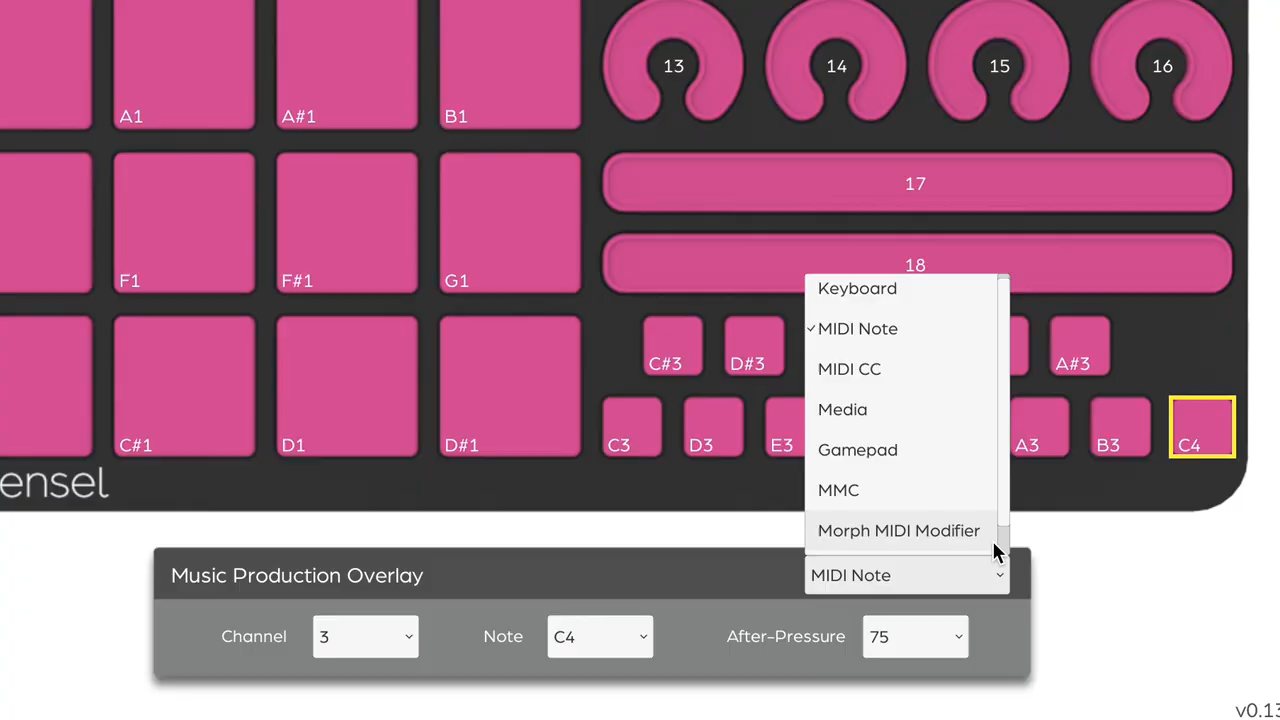 13 14 15 16
A1 A#1 B1
17
18
F1 F#1 G1
Keyboard
MIDI Note
MIDI CC
Media
Gamepad
MMC
Morph MIDI Modifier
C#3 D#3 A#3
C#1 D1 D#1 C3 D3 E3 A3 B3 C4
ensel
Music Production Overlay MIDI Note
Channel 3 Note C4 After-Pressure 75
v0.13